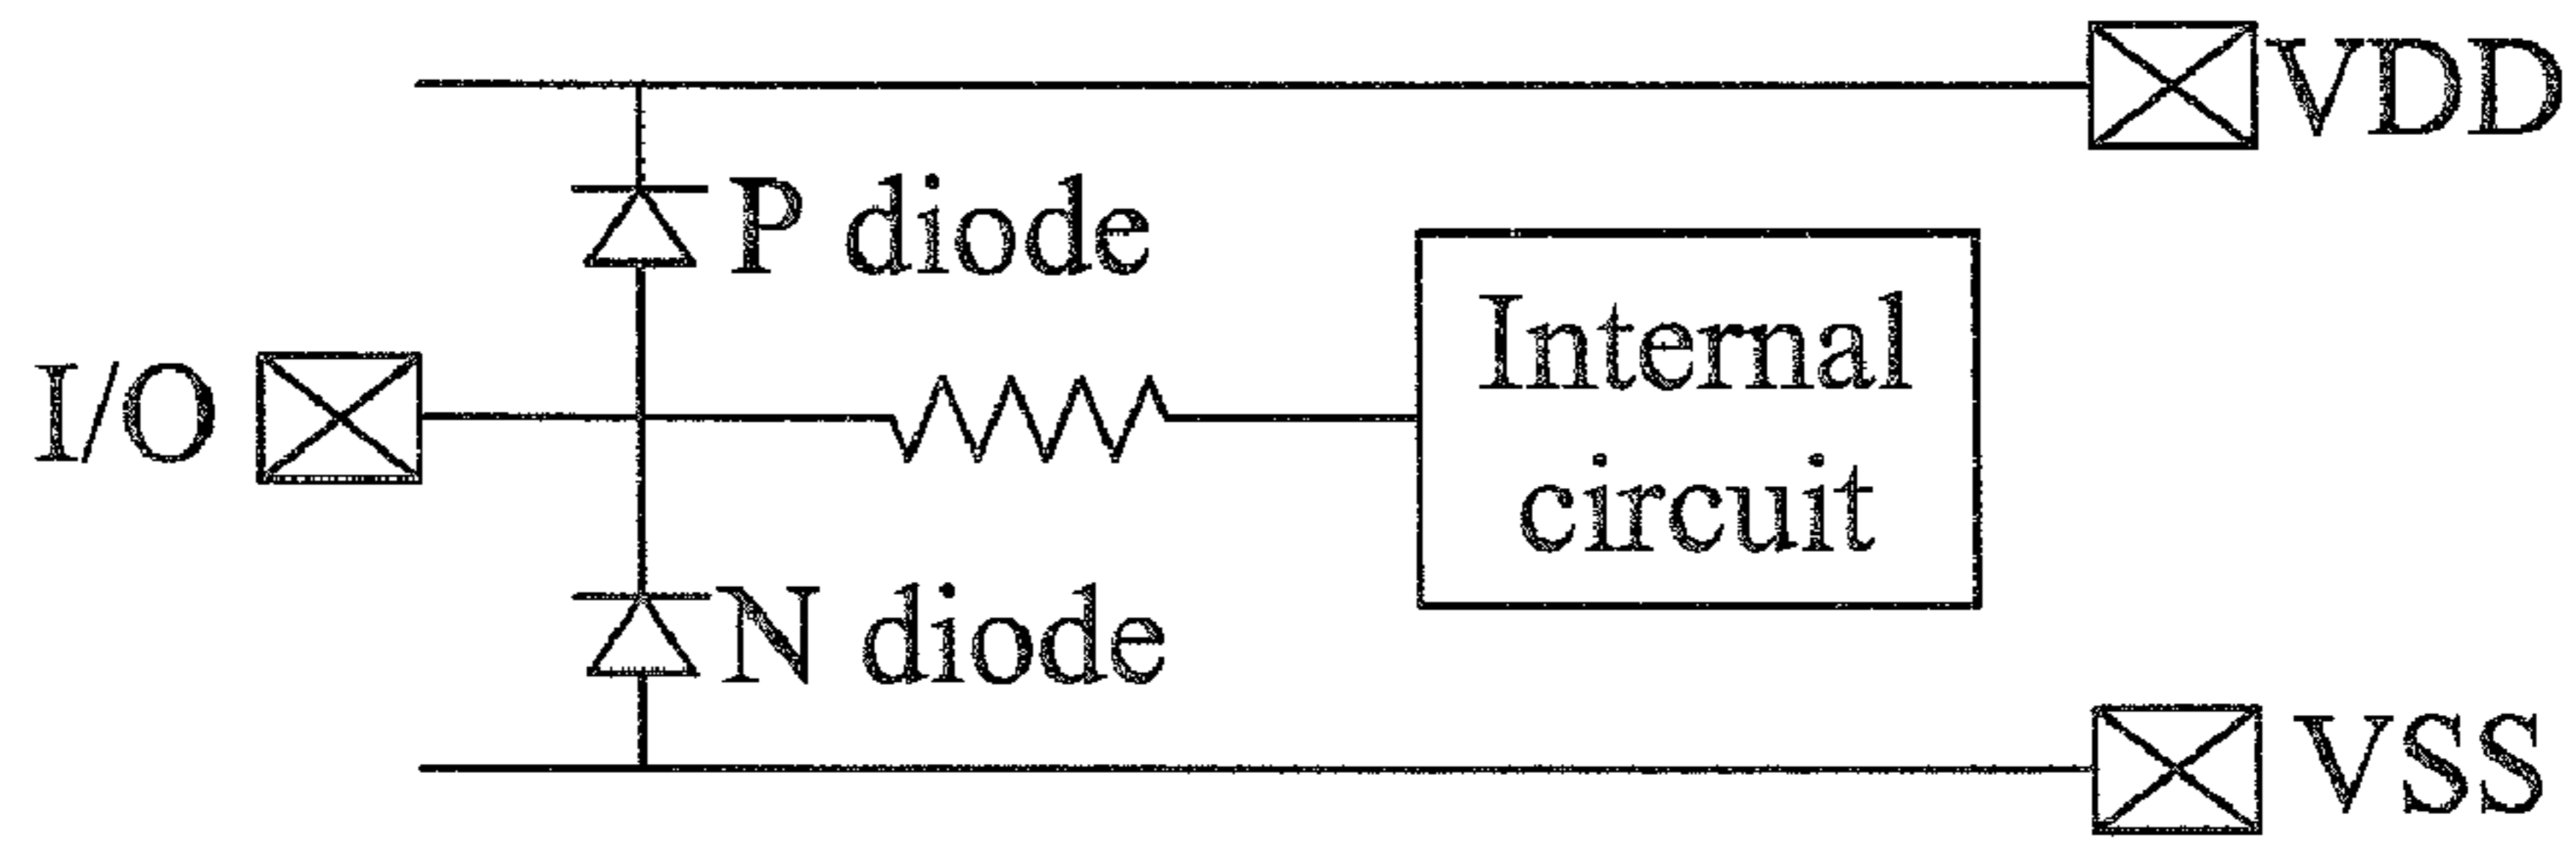 VDD
P diode
I/O
Internal
circuit
N diode
VSS